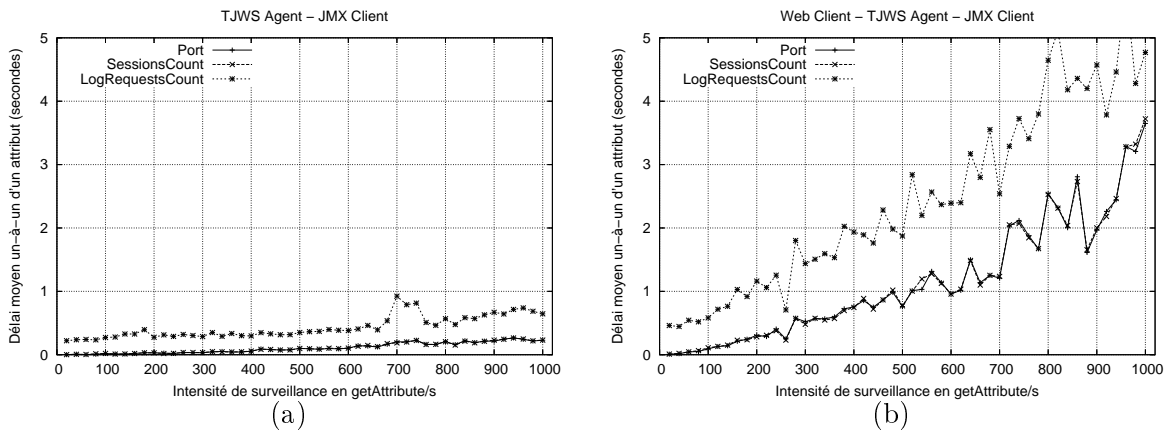 TJWS Agent − JMX Client
5
4
3
2
1
0
0 100 200 300 400 500 600 700 800 900 1000
Délai moyen un−à−un d'un attribut (secondes)
Intensité de surveillance en getAttribute/s
Port
SessionsCount
LogRequestsCount
(a)
Web Client − TJWS Agent − JMX Client
5
4
3
2
1
0
0 100 200 300 400 500 600 700 800 900 1000
Délai moyen un−à−un d'un attribut (secondes)
Intensité de surveillance en getAttribute/s
Port
SessionsCount
LogRequestsCount
(b)